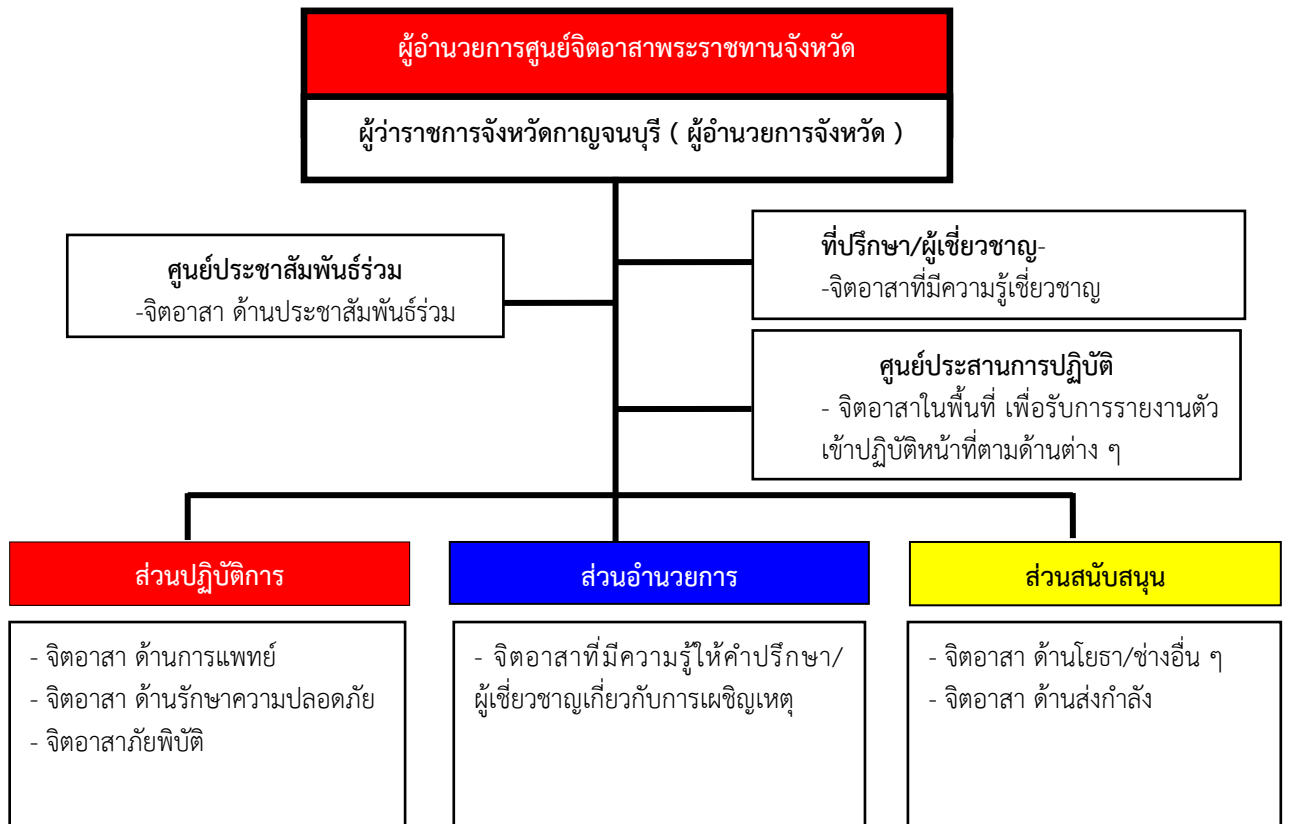 ผู้อำนวยการศูนย์จิตอาสาพระราชทานจังหวัด
ผู้ว่าราชการจังหวัดกาญจนบุรี ( ผู้อำนวยการจังหวัด )
ศูนย์ประชาสัมพันธ์ร่วม
-จิตอาสา ด้านประชาสัมพันธ์ร่วม
ที่ปรึกษา/ผู้เชี่ยวชาญ-
-จิตอาสาที่มีความรู้เชี่ยวชาญ
ศูนย์ประสานการปฏิบัติ
- จิตอาสาในพื้นที่ เพื่อรับการรายงานตัว
เข้าปฏิบัติหน้าที่ตามด้านต่าง ๆ
ส่วนปฏิบัติการ
- จิตอาสา ด้านการแพทย์
- จิตอาสา ด้านรักษาความปลอดภัย
- จิตอาสาภัยพิบัติ
ส่วนอำนวยการ
- จิตอาสาที่มีความรู้ให้คำปรึกษา/
ผู้เชี่ยวชาญเกี่ยวกับการเผชิญเหตุ
ส่วนสนับสนุน
- จิตอาสา ด้านโยธา/ช่างอื่น ๆ
- จิตอาสา ด้านส่งกำลัง